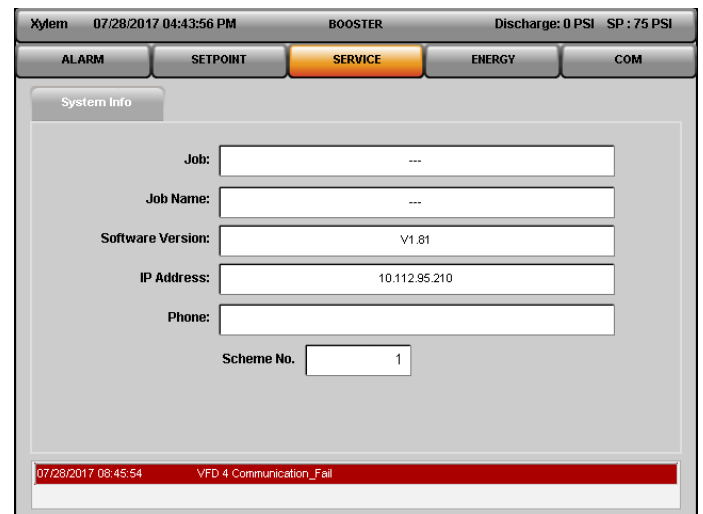 Xylem 07/28/2017 04:43:56 PM BOOSTER Discharge: 0 PSI SP : 75 PSI
ALARM SETPOINT SERVICE ENERGY COM
System Info
Job: ---
Job Name: ---
Software Version: V1.81
IP Address: 10.112.95.210
Phone:
Scheme No. 1
07/28/2017 08:45:54 VFD 4 Communication_Fail